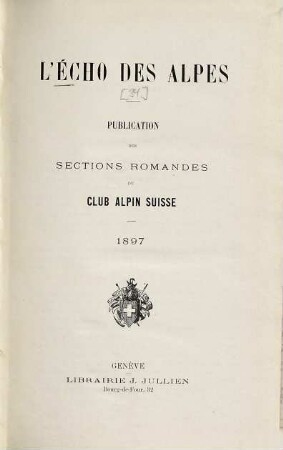 L'ÉCHO DES ALPES
PUBLICATION
DES
SECTIONS ROMANDES
DU
CLUB ALPIN SUISSE
1897
GENÈVE
LIBRAIRIE J. JULLIEN
Bourg-de-Four, 32